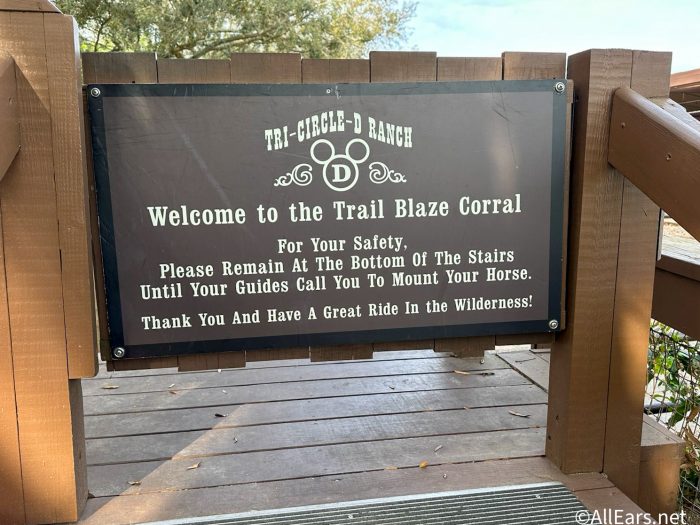 TRI-CIRCLE-D RANCH
D
Welcome to the Trail Blaze Corral
For Your Safety,
Please Remain At The Bottom Of The Stairs
Until Your Guides Call You To Mount Your Horse.
Thank You And Have A Great Ride In the Wilderness!
©AllEars.net